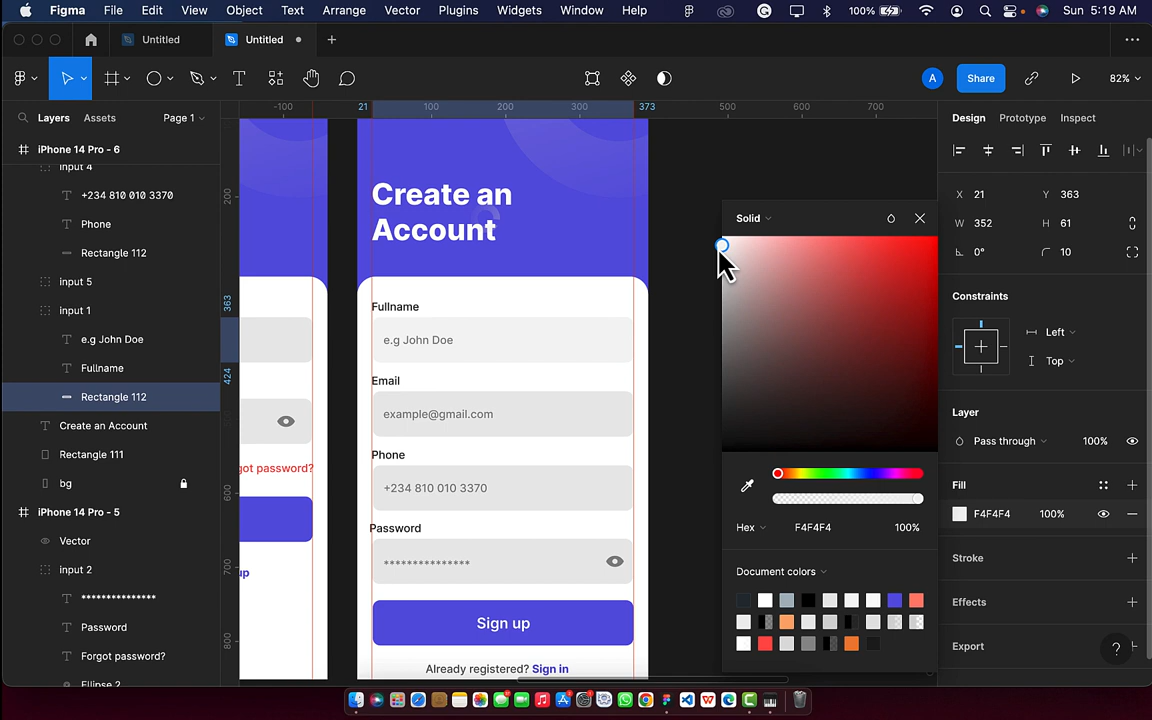 Figma File Edit View Object Text Arrange Vector Plugins Widgets Window Help 100% Sun 5:19 AM
Untitled Untitled
A Share 82%
Layers Assets Page 1
-100 21 100 200 300 373 500 600 700
Design Prototype Inspect
iPhone 14 Pro - 6
input 4
+234 810 010 3370
Phone
Rectangle 112
input 5
input 1
e.g John Doe
Fullname
Rectangle 112
Create an Account
Rectangle 111
bg
iPhone 14 Pro - 5
Vector
input 2
***************
Password
Forgot password?
Ellipse 2
200
363
424
600
700
800
got password?
up
Create an
Account
Fullname
e.g John Doe
Email
example@gmail.com
Phone
+234 810 010 3370
Password
***************
Sign up
Already registered? Sign in
Solid
Hex F4F4F4 100%
Document colors
X 21 Y 363
W 352 H 61
0° 10
Constraints
Left
Top
Layer
Pass through 100%
Fill
F4F4F4 100%
Stroke
Effects
Export
?